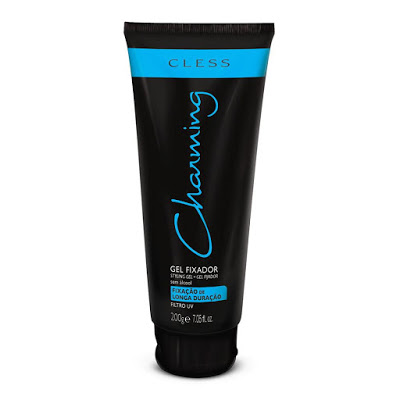 CLESS
Charming
GEL FIXADOR
STYLING GEL • GEL FIJADOR
sem álcool
FIXAÇÃO DE
LONGA DURAÇÃO
FILTRO UV
200g e 7.05 fl. oz.